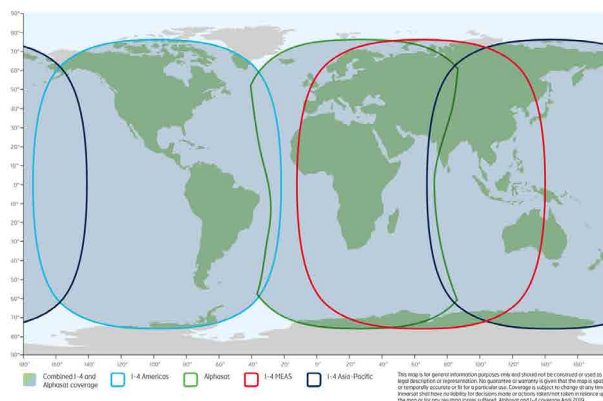 90°
80°
70°
60°
50°
40°
30°
20°
10°
0°
10°
20°
30°
40°
50°
60°
70°
80°
90°
160° 140° 120° 100° 80° 60° 40° 20° 0° 20° 40° 60° 80° 100° 120° 140° 160°
Combined I-4 and
Alphasat coverage
I-4 Americas
Alphasat
I-4 MEAS
I-4 Asia-Pacific
This map is for general information purposes only and should not be construed or used as
legal description or representation. No guarantee or warranty is given that the map is spat
or temporally accurate or fit for a particular use. Coverage is subject to change at any time
Inmarsat shall have no liability for decisions made or actions taken/not taken in reliance